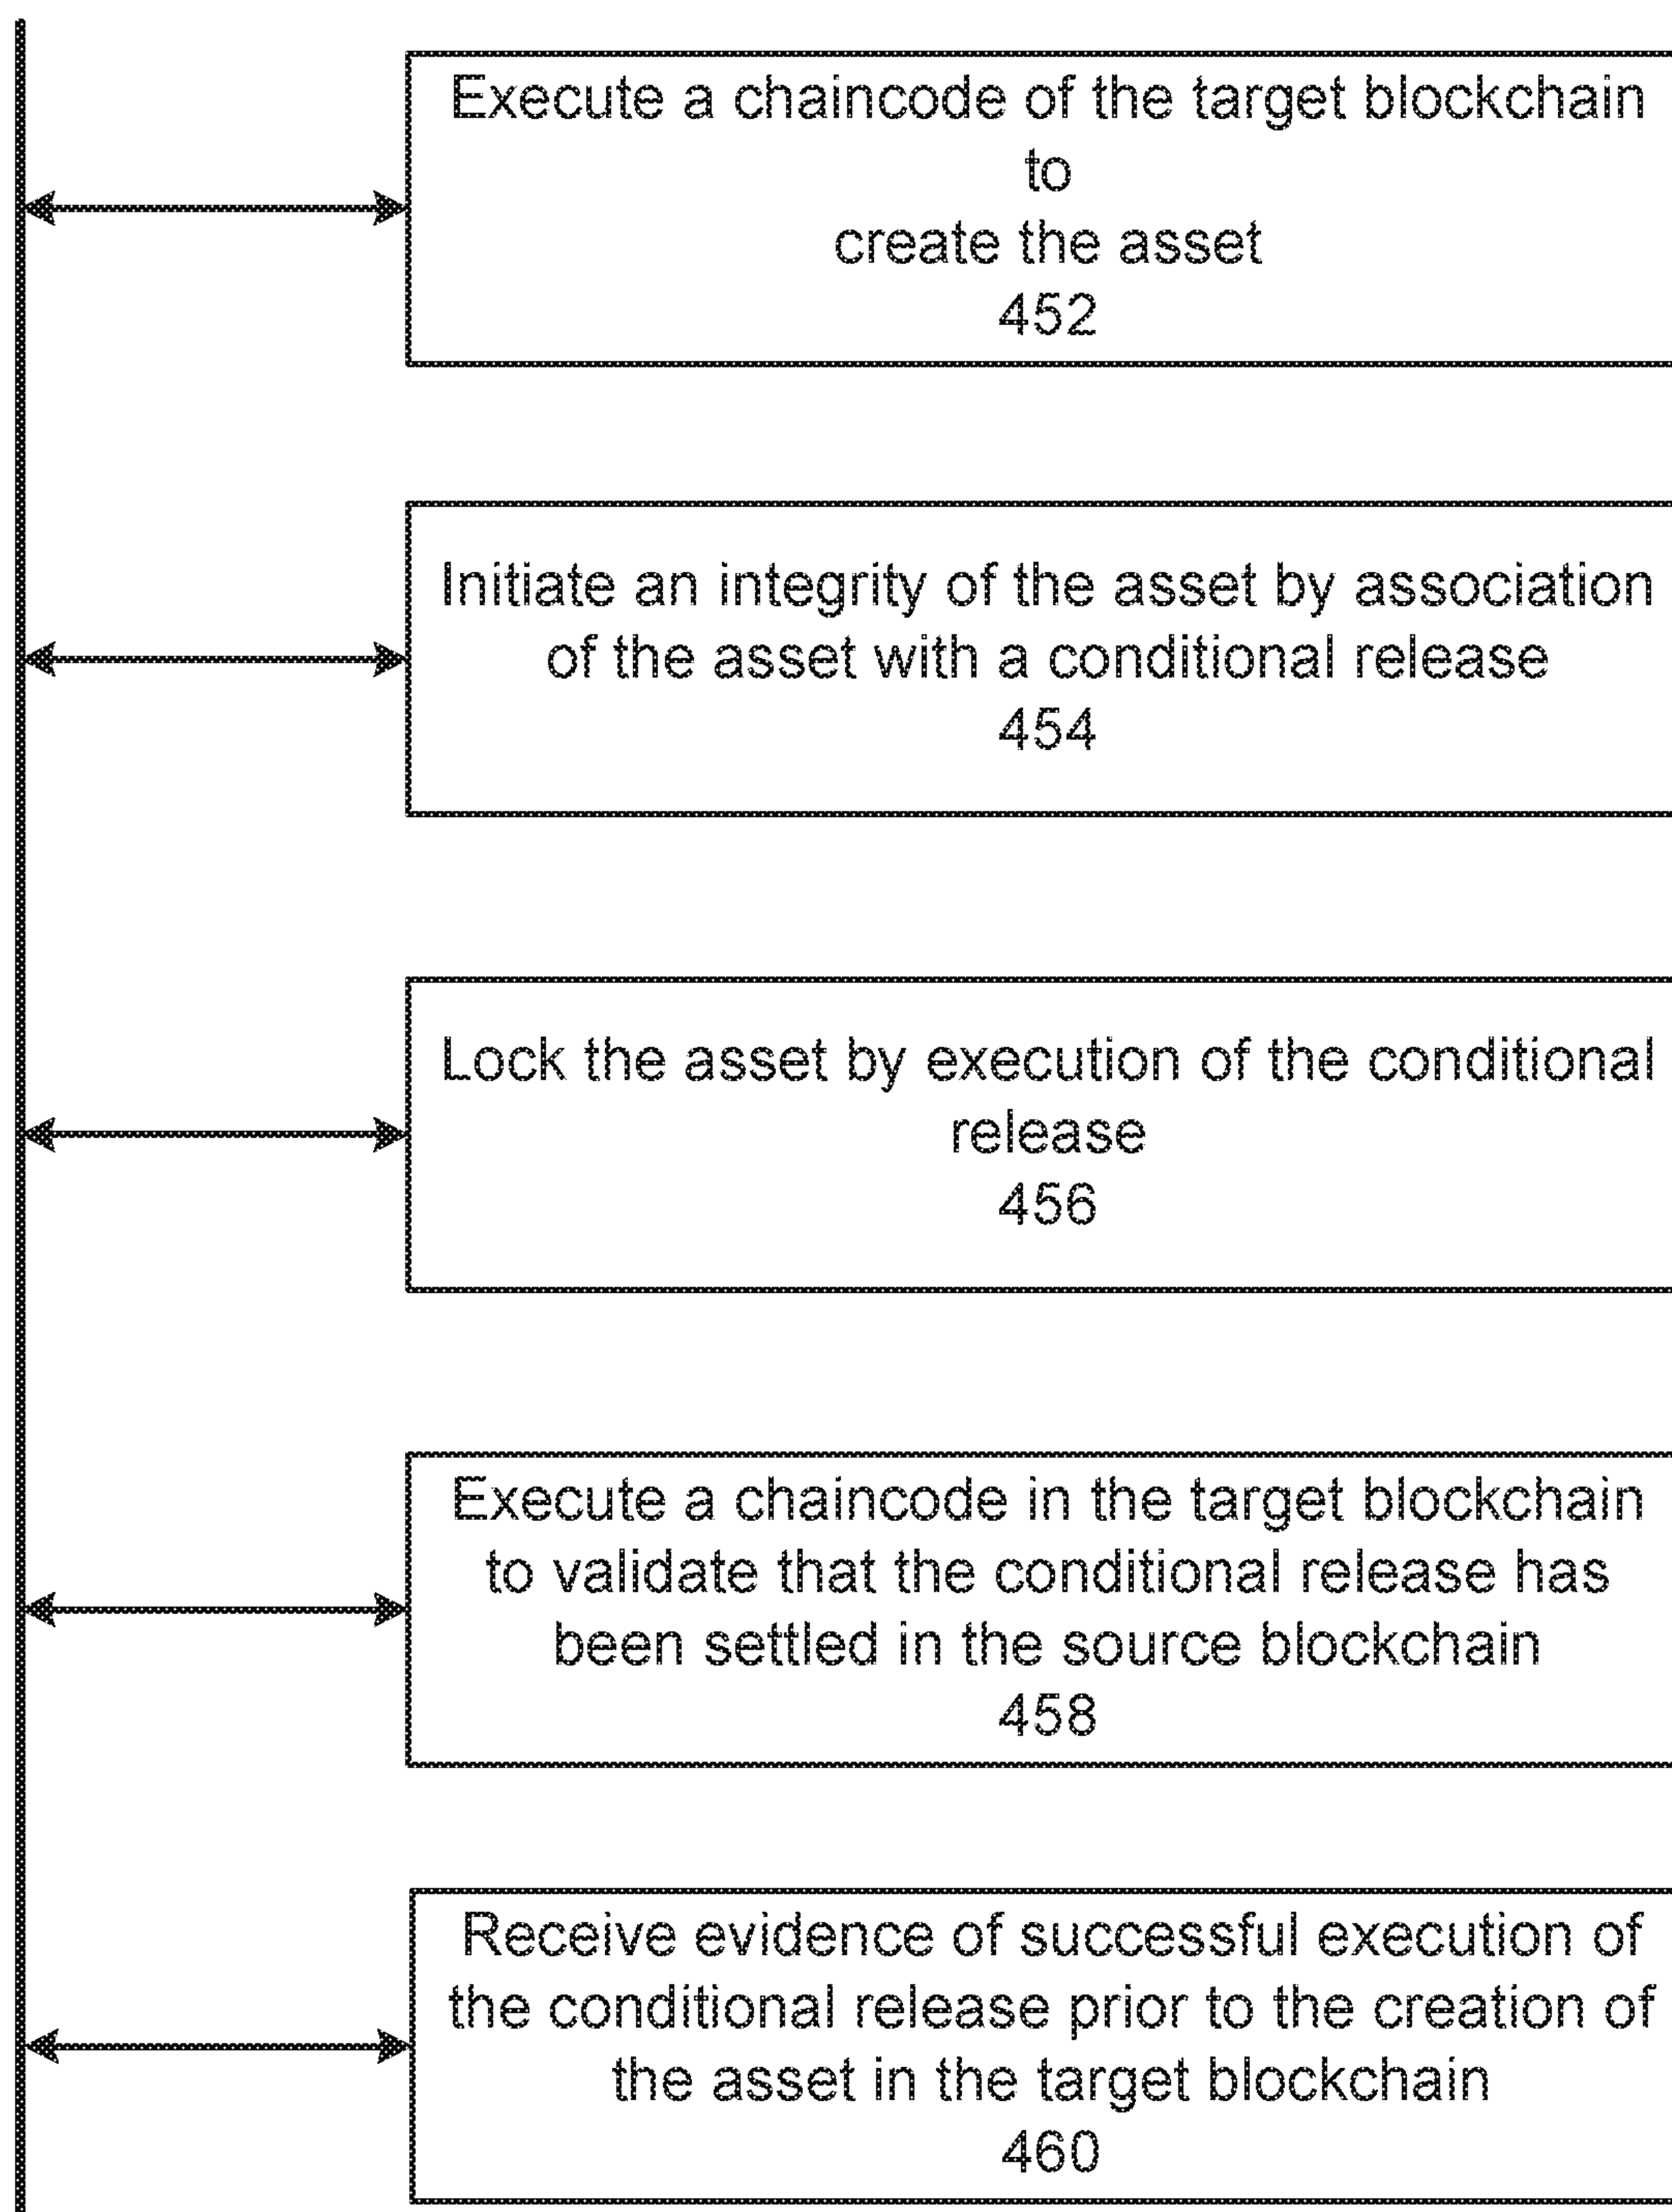 Execute a chaincode of the target blockchain
to
create the asset
452
Initiate an integrity of the asset by association
of the asset with a conditional release
454
Lock the asset by execution of the conditional
release
456
Execute a chaincode in the target blockchain
to validate that the conditional release has
been settled in the source blockchain
458
Receive evidence of successful execution of
the conditional release prior to the creation of
the asset in the target blockchain
460